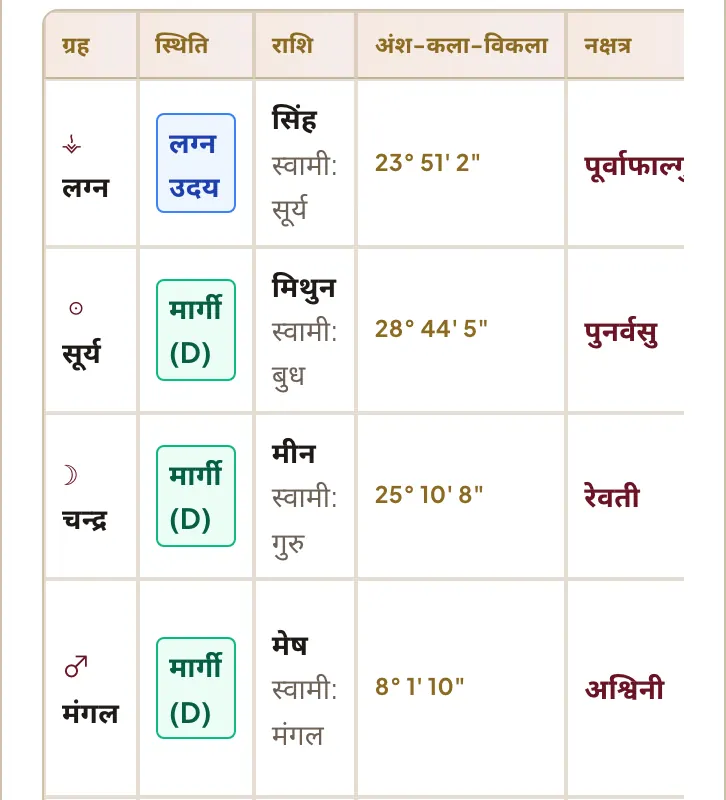 ग्रह स्थिति राशि अंश-कला-विकला नक्षत्र
लग्न
लग्न
उदय
सिंह
स्वामी:
सूर्य
23° 51' 2"
सूर्य
मार्गी
(D)
मिथुन
स्वामी:
बुध
28° 44' 5"
पुनर्वसु
चन्द्र
मार्गी
(D)
मीन
स्वामी:
गुरु
25° 10' 8"
रेवती
मंगल
मार्गी
(D)
मेष
स्वामी:
मंगल
8° 1' 10"
अश्विनी